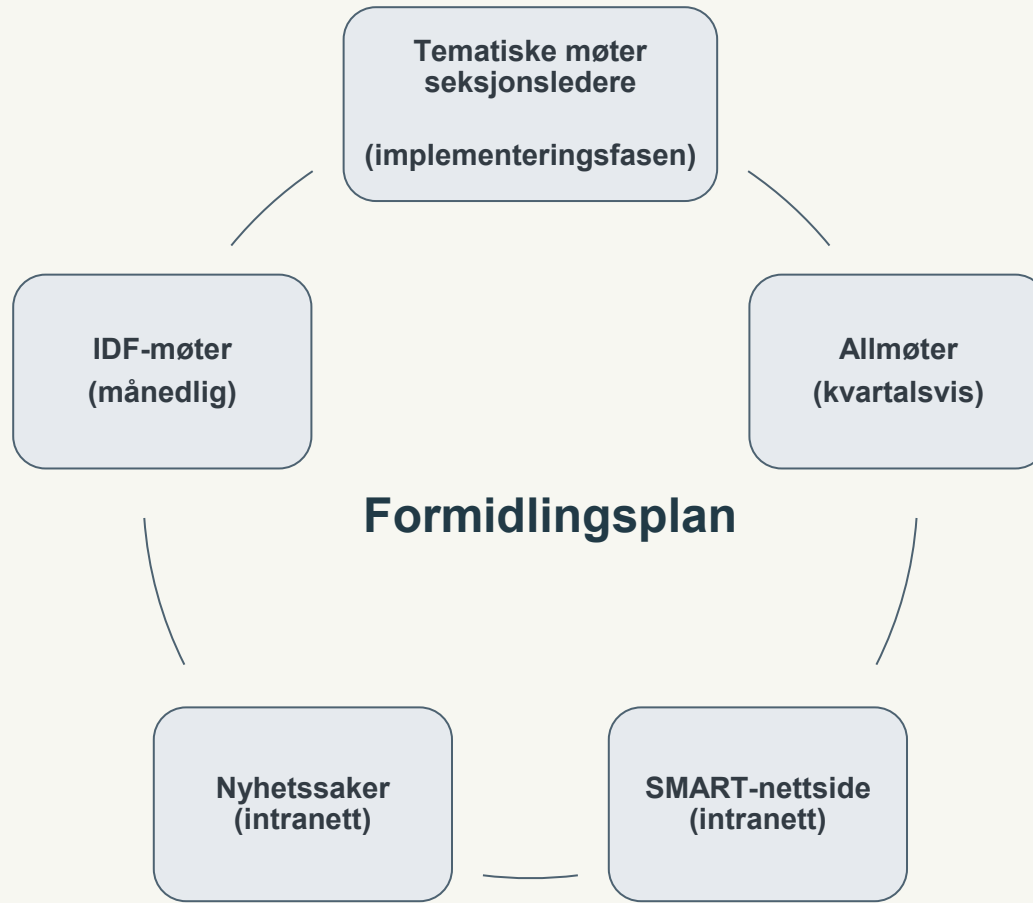 Tematiske møter
seksjonsledere
(implementeringsfasen)
IDF-møter
(månedlig)
Allmøter
(kvartalsvis)
Formidlingsplan
Nyhetssaker
(intranett)
SMART-nettside
(intranett)